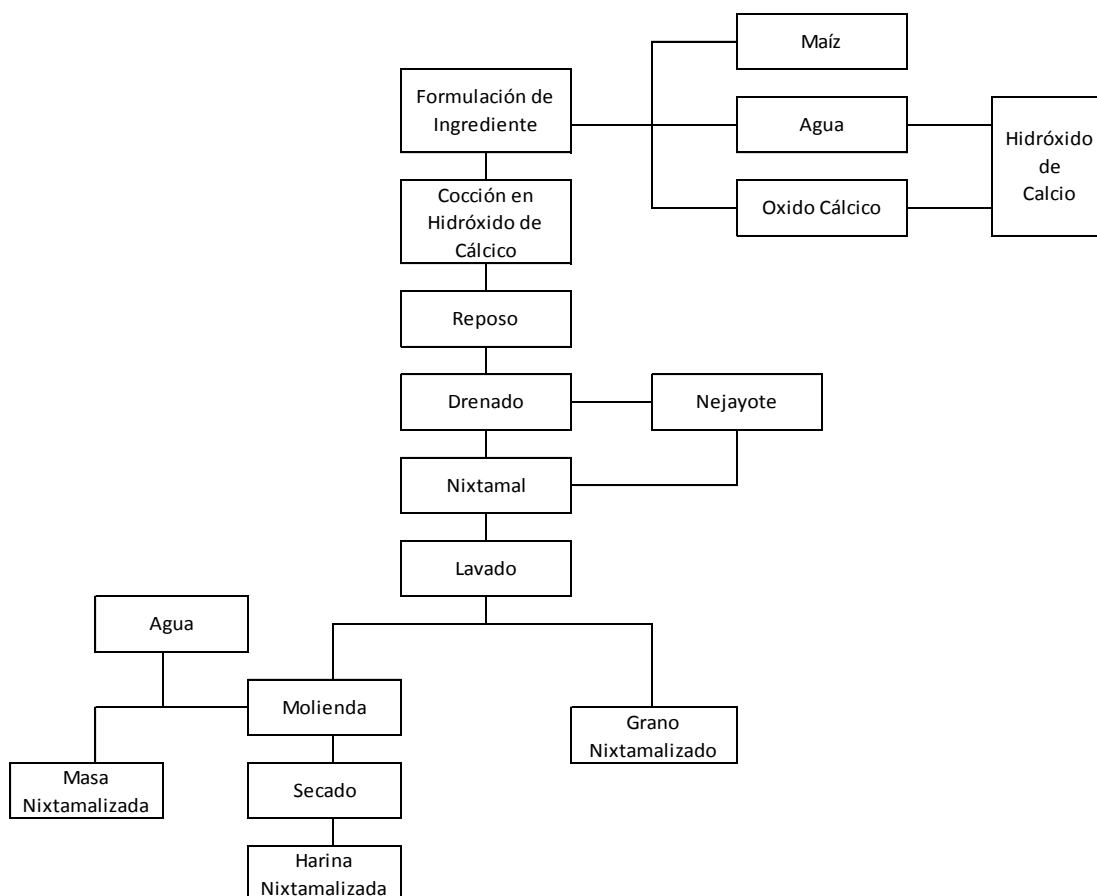 Maíz
Formulación de
Ingrediente
Agua
Hidróxido
de
Calcio
Cocción en
Hidróxido de
Cálcico
Oxido Cálcico
Reposo
Drenado
Nejayote
Nixtamal
Lavado
Agua
Molienda
Grano
Nixtamalizado
Masa
Nixtamalizada
Secado
Harina
Nixtamalizada